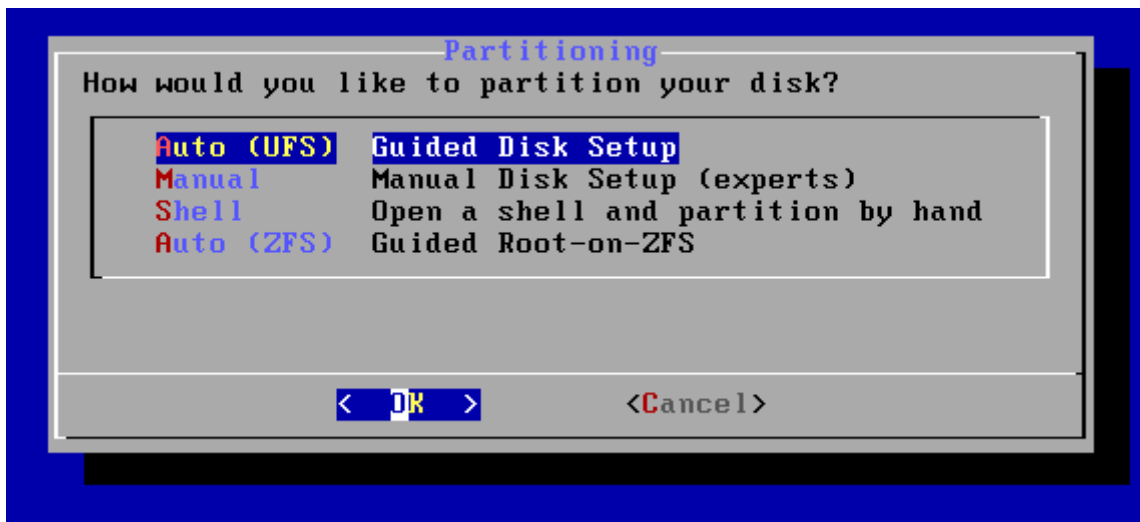 Partitioning
How would you like to partition your disk?
Auto (UFS) Guided Disk Setup
Manual Manual Disk Setup (experts)
Shell Open a shell and partition by hand
Auto (ZFS) Guided Root-on-ZFS
< OK > <Cancel>